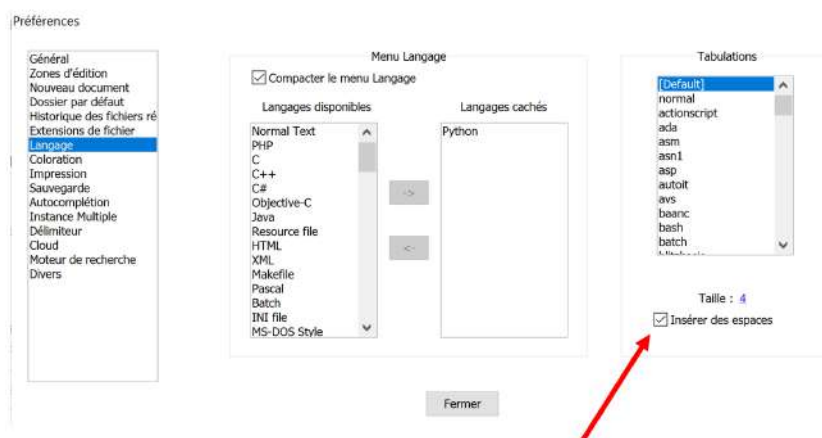 Préférences
Général
Zones d'édition
Nouveau document
Dossier par défaut
Historique des fichiers ré
Extensions de fichier
Langage
Coloration
Impression
Sauvegarde
Autocomplétion
Instance Multiple
Délimiteur
Cloud
Moteur de recherche
Divers
Menu Langage
Compacter le menu Langage
Langages disponibles
Normal Text
PHP
C
C++
C#
Objective-C
Java
Resource file
HTML
XML
Makefile
Pascal
Batch
INI file
MS-DOS Style
->
<-
Langages cachés
Python
Tabulations
[Default]
normal
actionscript
ada
asm
asn1
asp
autoit
avs
baanc
bash
batch
Taille : 4
Insérer des espaces
Fermer